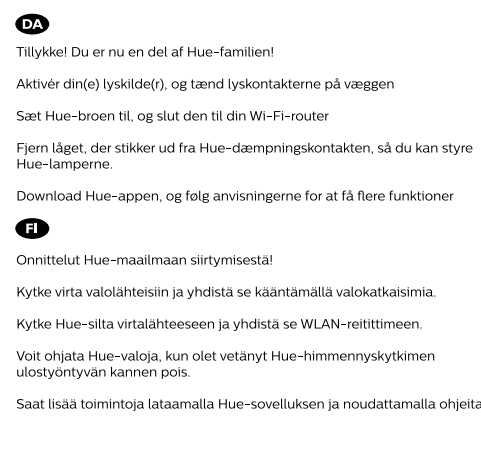 DA
Tillykke! Du er nu en del af Hue-familien!
Aktivér din(e) lyskilde(r), og tænd lyskontakterne på væggen
Sæt Hue-broen til, og slut den til din Wi-Fi-router
Fjern låget, der stikker ud fra Hue-dæmpningskontakten, så du kan styre
Hue-lamperne.
Download Hue-appen, og følg anvisningerne for at få flere funktioner
FI
Onnittelut Hue-maailmaan siirtymisestä!
Kytke virta valolähteisiin ja yhdistä se kääntämällä valokatkaisimia.
Kytke Hue-silta virtalähteeseen ja yhdistä se WLAN-reitittimeen.
Voit ohjata Hue-valoja, kun olet vetänyt Hue-himmennyskytkimen
ulostyöntyvän kannen pois.
Saat lisää toimintoja lataamalla Hue-sovelluksen ja noudattamalla ohjeita